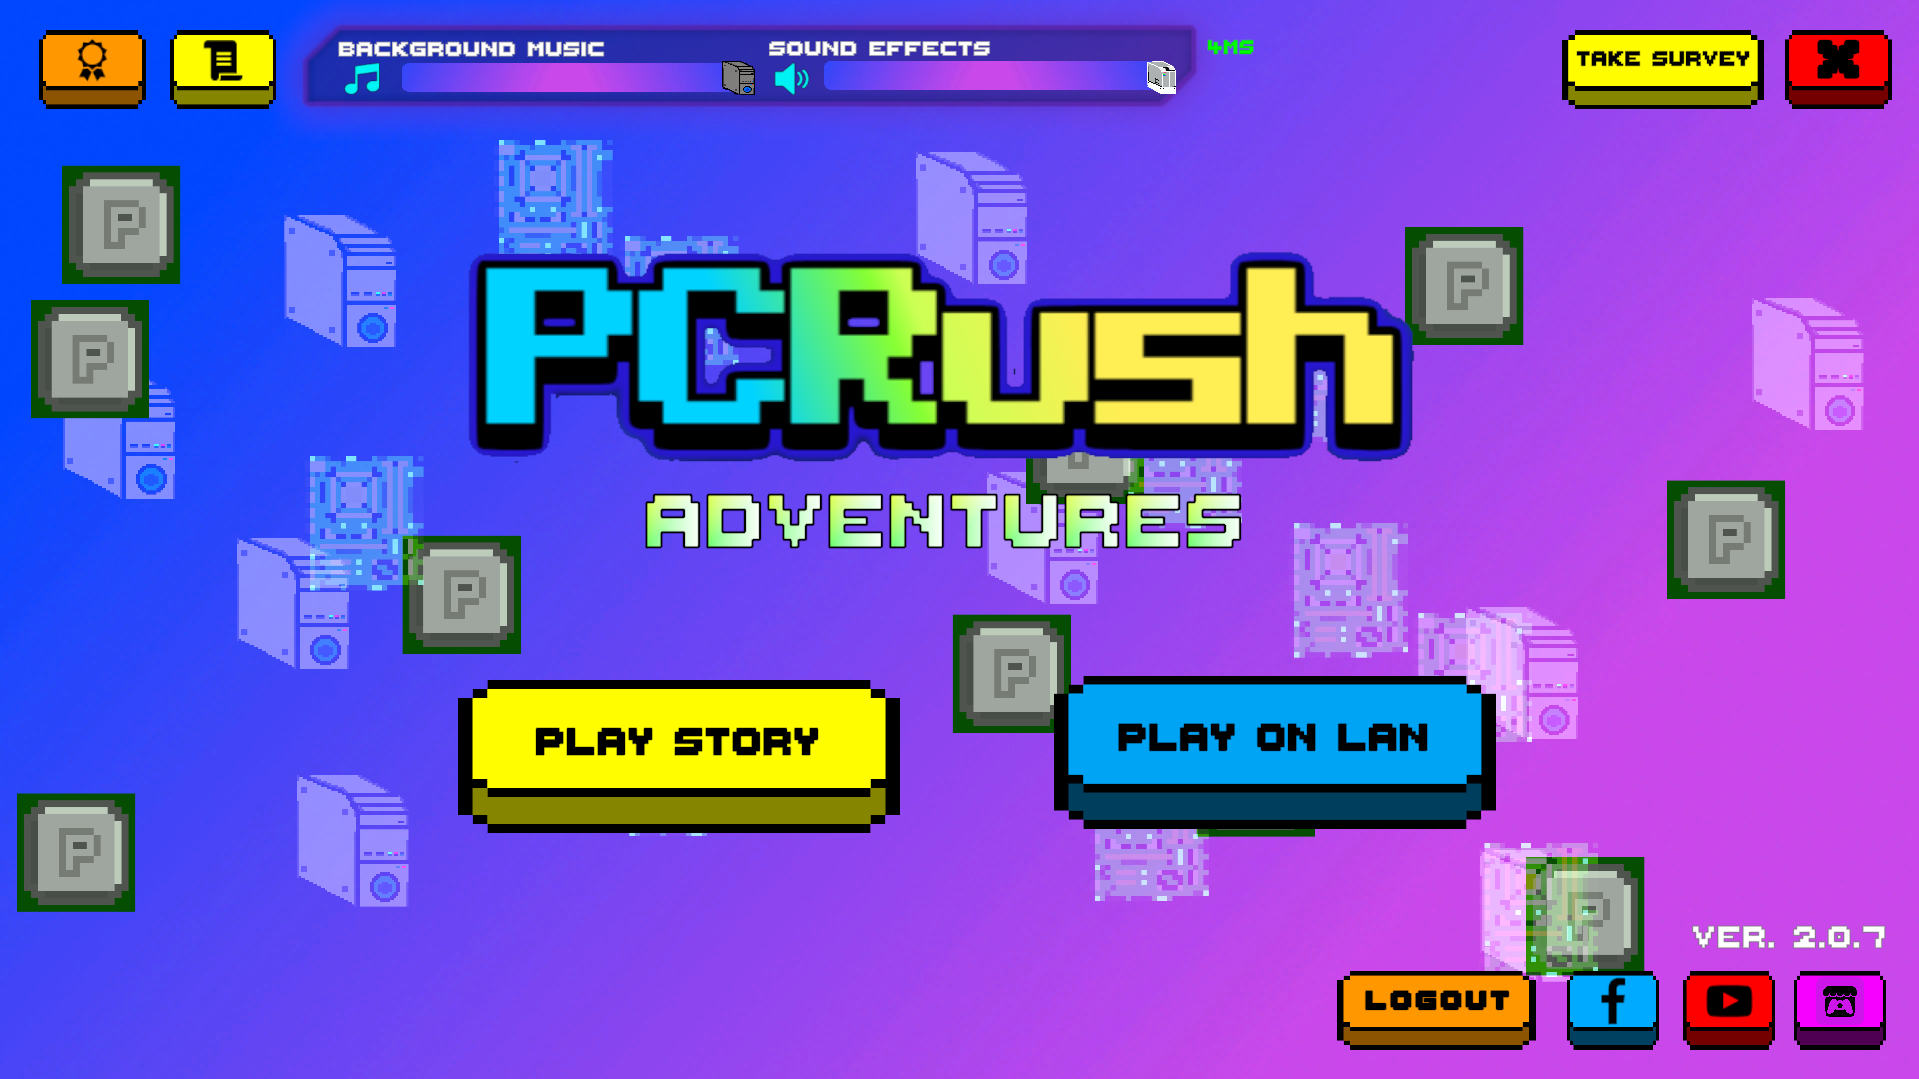 BACKGROUND MUSIC
SOUND EFFECTS
4MS
TAKE SURVEY
P
P
P
PCRush
P
ADVENTURES
P
P
P
PLAY STORY
PLAY ON LAN
P
P
VER. 2.0.7
LOGOUT